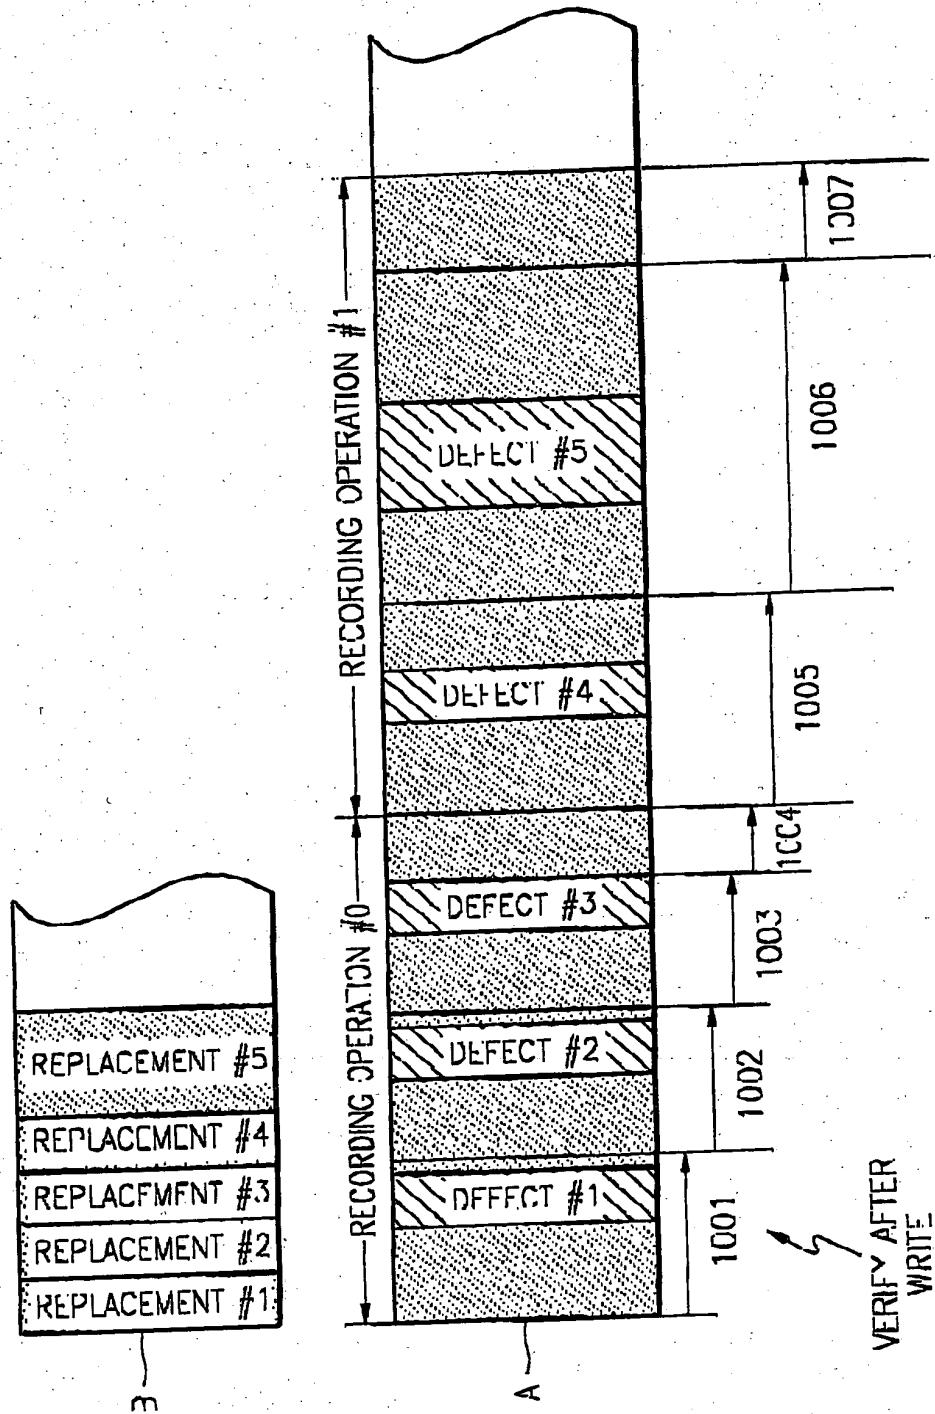 RECORDING OPERATION #0
RECORDING OPERATION #1
DEFECT #1
DEFECT #2
DEFECT #3
DEFECT #4
DEFECT #5
A
1001
1002
1003
1004
1005
1006
1007
VERIFY AFTER
WRITE
REPLACEMENT #1
REPLACEMENT #2
REPLACEMENT #3
REPLACEMENT #4
REPLACEMENT #5
B